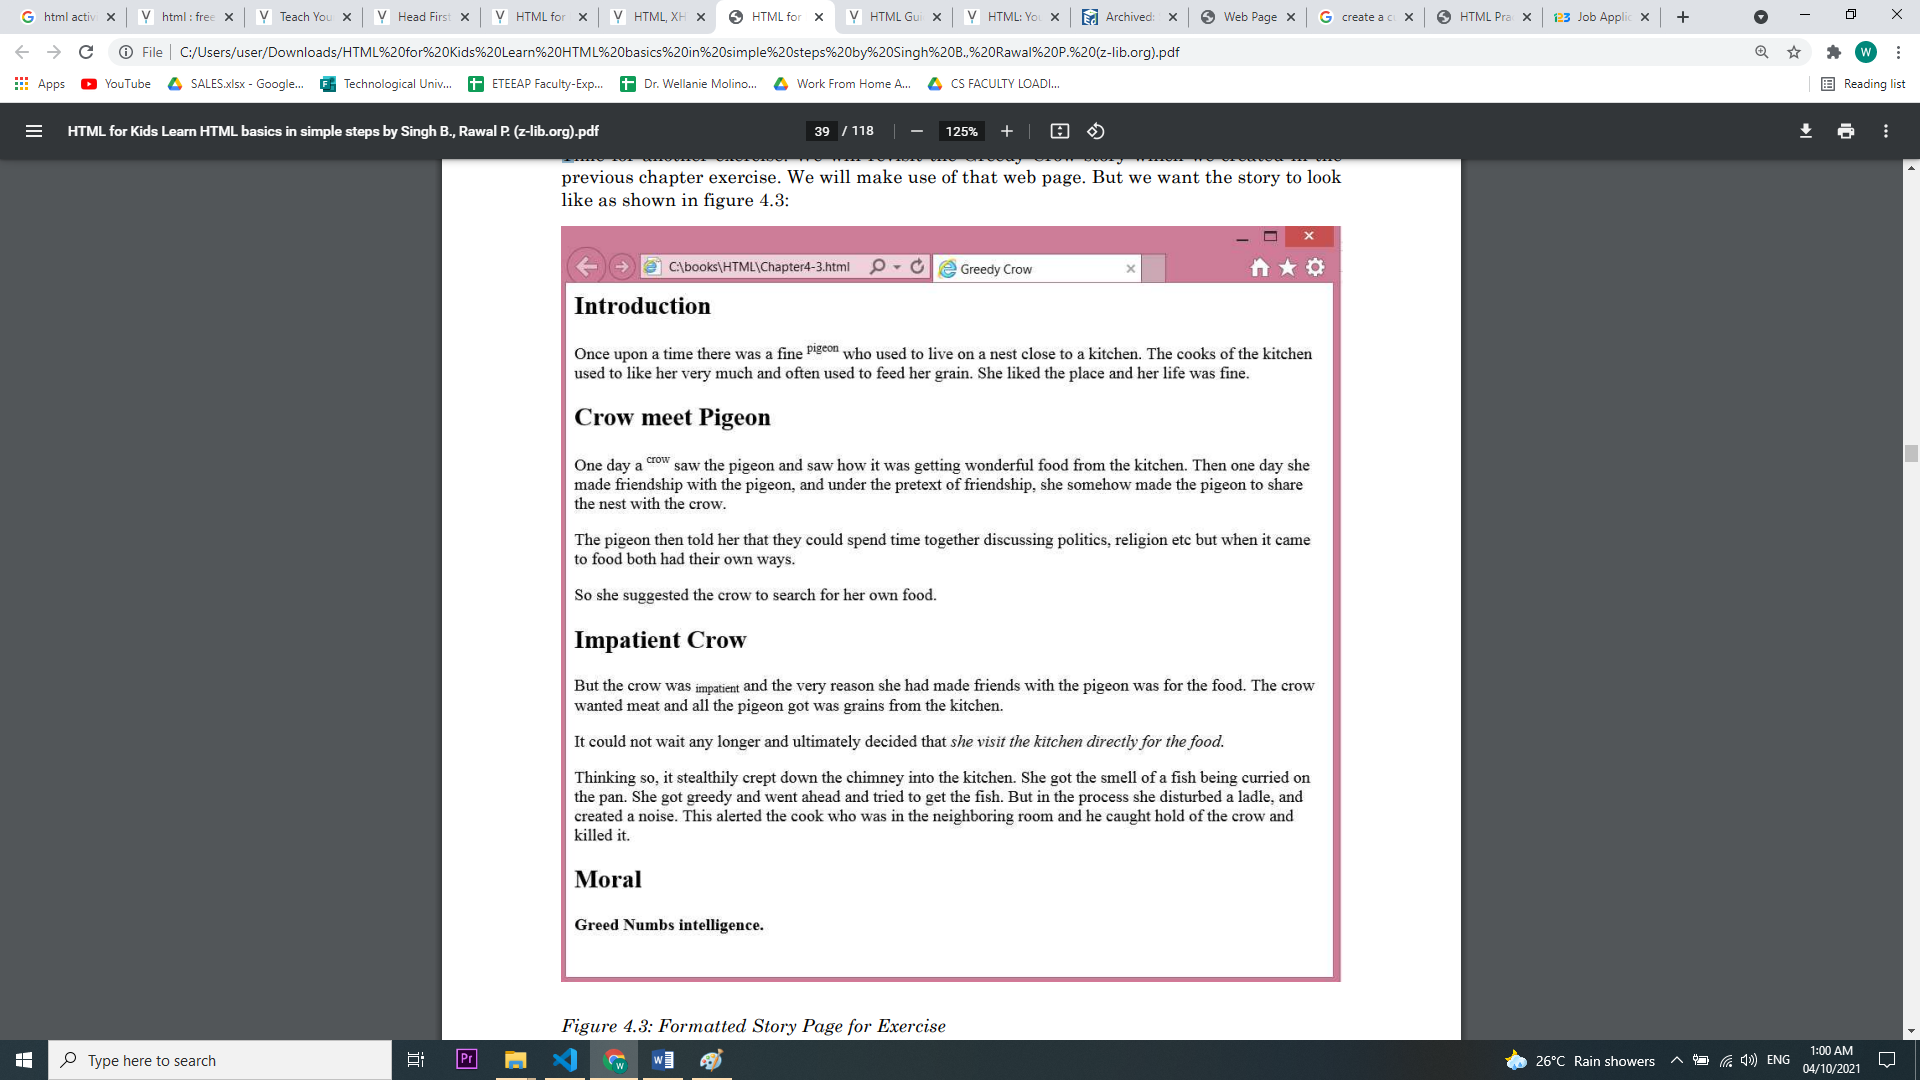 html activ
html : free
Teach You
Head First
HTML for
HTML, XH
HTML for
HTML Gui
HTML: Yo
Archived:
Web Page
create a c
HTML Pra
Job Applic
File C:/Users/user/Downloads/HTML%20for%20Kids%20Learn%20HTML%20basics%20in%20simple%20steps%20by%20Singh%20B.,%20Rawal%20P.%20(z-lib.org).pdf
W
Apps
YouTube
SALES.xlsx - Google...
Technological Univ...
ETEEAP Faculty-Exp...
Dr. Wellanie Molino...
Work From Home A...
CS FACULTY LOADI...
Reading list
HTML for Kids Learn HTML basics in simple steps by Singh B., Rawal P. (z-lib.org).pdf
39 / 118
125%
Time for another exercise. We will revisit the Greedy Crow story which we created in the
previous chapter exercise. We will make use of that web page. But we want the story to look
like as shown in figure 4.3:
C:\books\HTML\Chapter4-3.html
Greedy Crow
Introduction
Once upon a time there was a fine pigeon who used to live on a nest close to a kitchen. The cooks of the kitchen
used to like her very much and often used to feed her grain. She liked the place and her life was fine.
Crow meet Pigeon
One day a crow saw the pigeon and saw how it was getting wonderful food from the kitchen. Then one day she
made friendship with the pigeon, and under the pretext of friendship, she somehow made the pigeon to share
the nest with the crow.
The pigeon then told her that they could spend time together discussing politics, religion etc but when it came
to food both had their own ways.
So she suggested the crow to search for her own food.
Impatient Crow
But the crow was impatient and the very reason she had made friends with the pigeon was for the food. The crow
wanted meat and all the pigeon got was grains from the kitchen.
It could not wait any longer and ultimately decided that she visit the kitchen directly for the food.
Thinking so, it stealthily crept down the chimney into the kitchen. She got the smell of a fish being curried on
the pan. She got greedy and went ahead and tried to get the fish. But in the process she disturbed a ladle, and
created a noise. This alerted the cook who was in the neighboring room and he caught hold of the crow and
killed it.
Moral
Greed Numbs intelligence.
Figure 4.3: Formatted Story Page for Exercise
Type here to search
Pr
26°C Rain showers
ENG
1:00 AM
04/10/2021